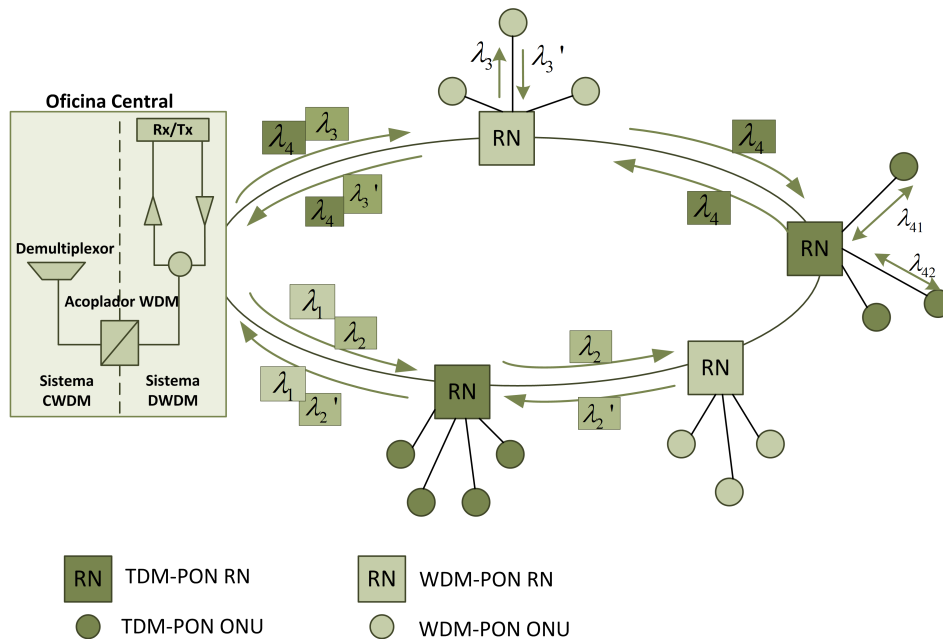 Oficina Central
Rx/Tx
Demultiplexor
Acoplador WDM
Sistema CWDM
Sistema DWDM
λ4 λ3
λ4 λ3'
λ3 λ3'
RN
λ4
λ4
RN
λ41
λ42
λ1
λ2
λ1
λ2'
RN
λ2
λ2'
RN
RN TDM-PON RN
RN WDM-PON RN
TDM-PON ONU
WDM-PON ONU